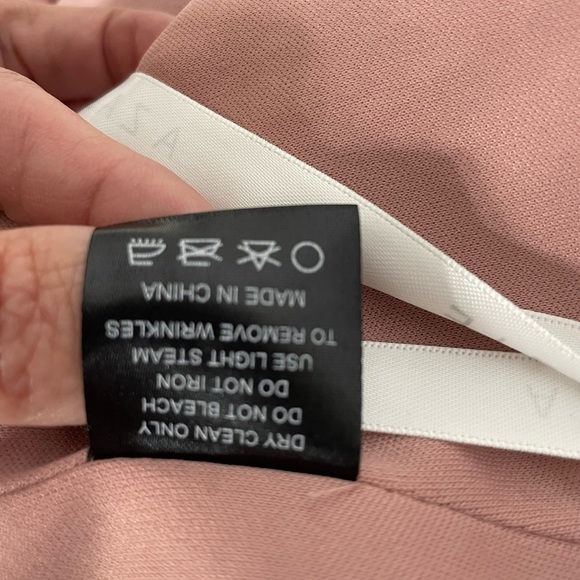 DRY CLEAN ONLY
DO NOT BLEACH
DO NOT IRON
USE LIGHT STEAM
TO REMOVE WRINKLES
MADE IN CHINA